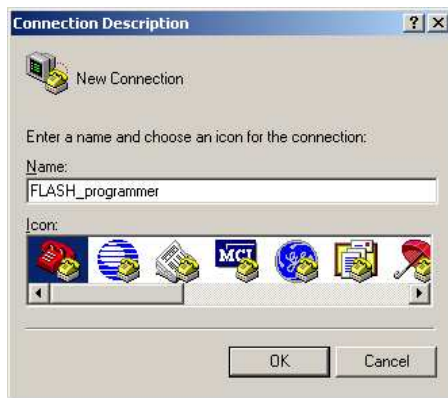 Connection Description
New Connection
Enter a name and choose an icon for the connection:
Name:
FLASH_programmer
Icon:
MCI
OK Cancel